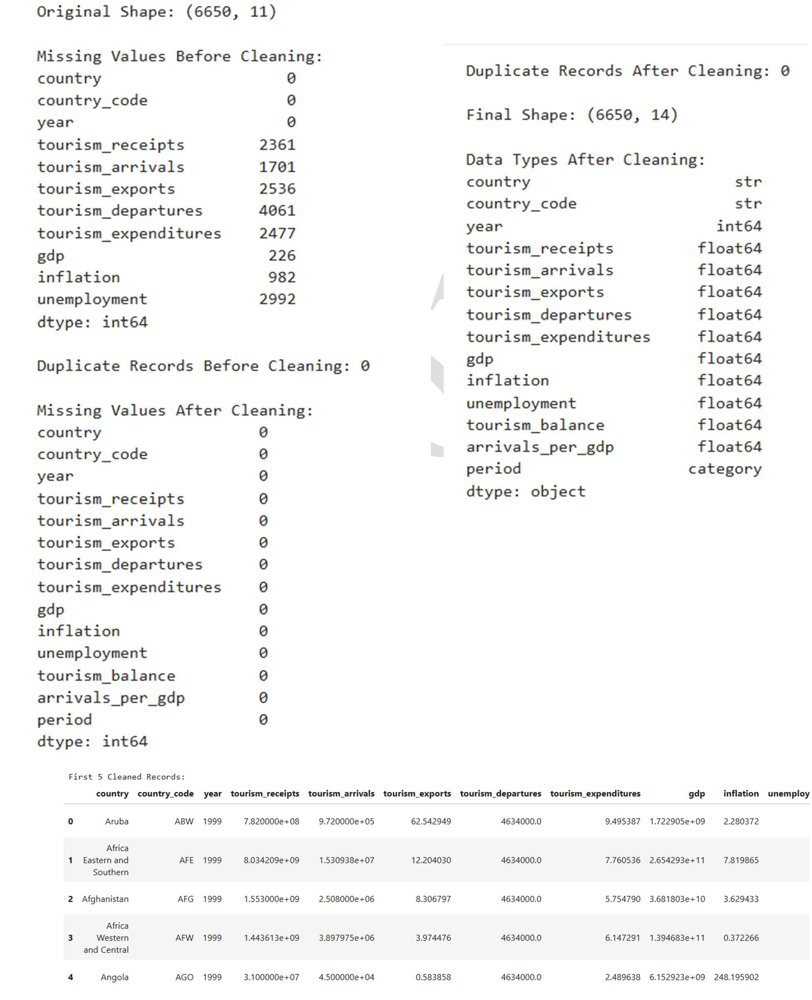 Original Shape: (6650, 11)
Missing Values Before Cleaning:
country 0
country_code 0
year 0
tourism_receipts 2361
tourism_arrivals 1701
tourism_exports 2536
tourism_departures 4061
tourism_expenditures 2477
gdp 226
inflation 982
unemployment 2992
dtype: int64
Duplicate Records Before Cleaning: 0
Missing Values After Cleaning:
country 0
country_code 0
year 0
tourism_receipts 0
tourism_arrivals 0
tourism_exports 0
tourism_departures 0
tourism_expenditures 0
gdp 0
inflation 0
unemployment 0
tourism_balance 0
arrivals_per_gdp 0
period 0
dtype: int64
Duplicate Records After Cleaning: 0
Final Shape: (6650, 14)
Data Types After Cleaning:
country str
country_code str
year int64
tourism_receipts float64
tourism_arrivals float64
tourism_exports float64
tourism_departures float64
tourism_expenditures float64
gdp float64
inflation float64
unemployment float64
tourism_balance float64
arrivals_per_gdp float64
period category
dtype: object
First 5 Cleaned Records:
country country_code year tourism_receipts tourism_arrivals tourism_exports tourism_departures tourism_expenditures gdp inflation unemploy
0 Aruba ABW 1999 7.820000e+08 9.720000e+05 62.542949 4634000.0 9.495387 1.722905e+09 2.280372
Africa
1 Eastern and AFE 1999 8.034209e+09 1.530938e+07 12.204030 4634000.0 7.760536 2.654293e+11 7.819865
Southern
2 Afghanistan AFG 1999 1.553000e+09 2.508000e+06 8.306797 4634000.0 5.754790 3.681803e+10 3.629433
Africa
3 Western AFW 1999 1.443613e+09 3.897975e+06 3.974476 4634000.0 6.147291 1.394683e+11 0.372266
and Central
4 Angola AGO 1999 3.100000e+07 4.500000e+04 0.583858 4634000.0 2.489638 6.152923e+09 248.195902